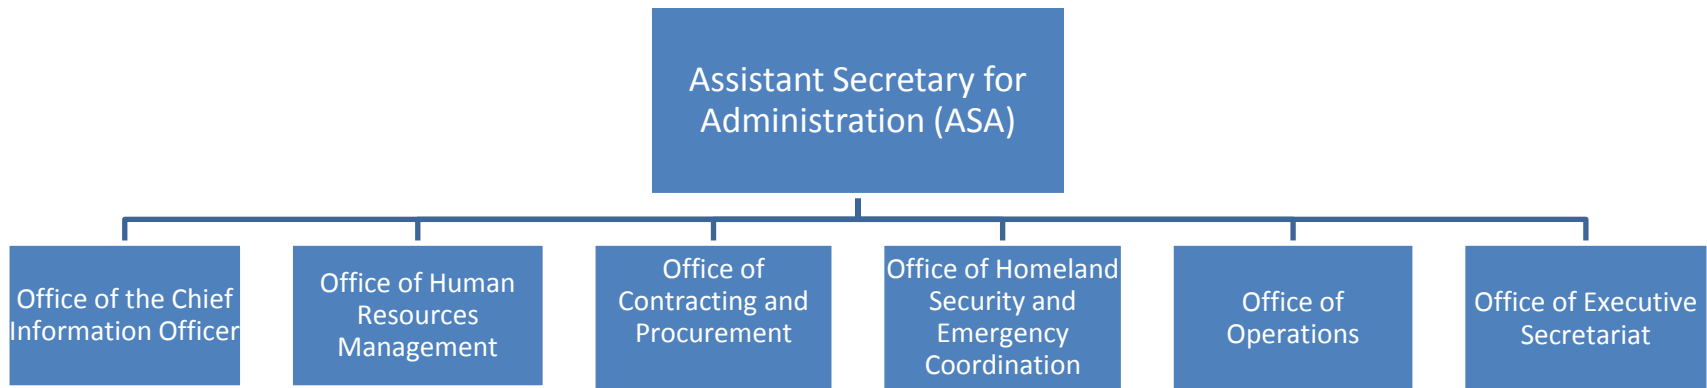 Assistant Secretary for
Administration (ASA)
Office of the Chief
Information Officer
Office of Human
Resources
Management
Office of
Contracting and
Procurement
Office of Homeland
Security and
Emergency
Coordination
Office of
Operations
Office of Executive
Secretariat